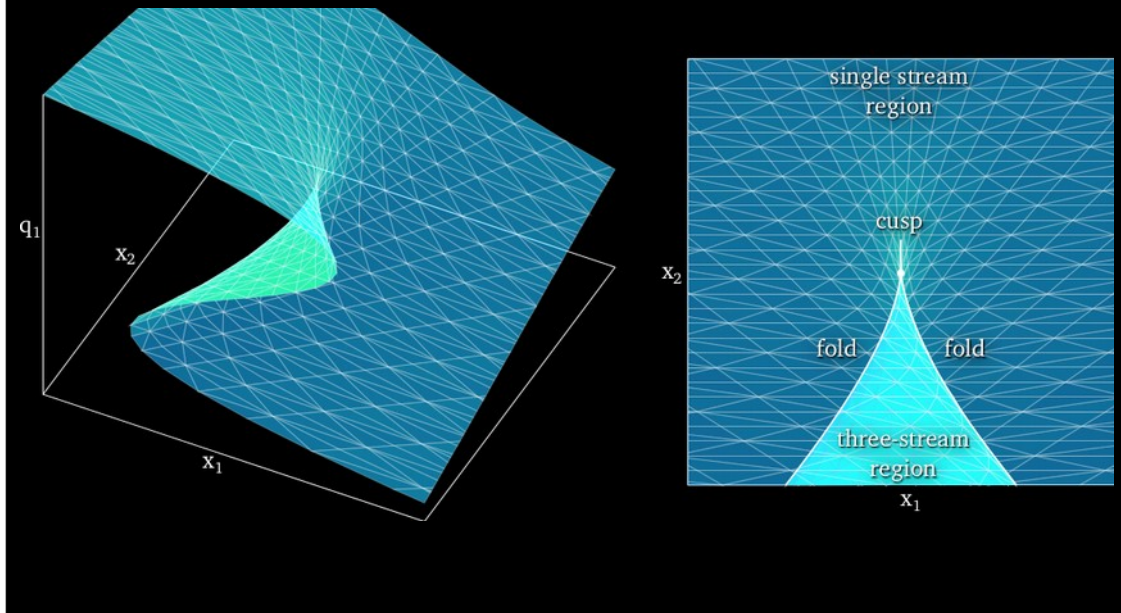 q₁
x₂
x₁
single stream
region
cusp
x₂
fold
fold
three-stream
region
x₁